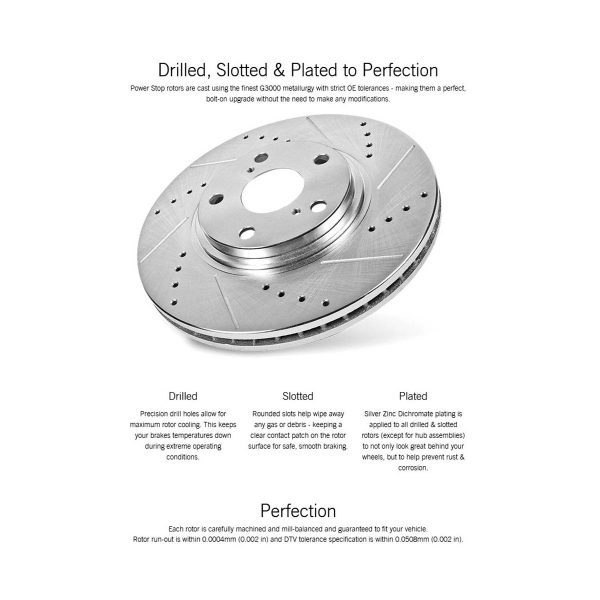 Drilled, Slotted & Plated to Perfection
Power Stop rotors are cast using the finest G3000 metallurgy with strict OE tolerances - making them a perfect,
bolt-on upgrade without the need to make any modifications.
Drilled
Precision drill holes allow for
maximum rotor cooling. This keeps
your brakes temperatures down
during extreme operating
conditions.
Slotted
Rounded slots help wipe away
any gas or debris - keeping a
clear contact patch on the rotor
surface for safe, smooth braking.
Plated
Silver Zinc Dichromate plating is
applied to all drilled & slotted
rotors (except for hub assemblies)
to not only look great behind your
wheels, but to help prevent rust &
corrosion.
Perfection
Each rotor is carefully machined and mill-balanced and guaranteed to fit your vehicle.
Rotor run-out is within 0.0004mm (0.002 in) and DTV tolerance specification is within 0.0508mm (0.002 in).